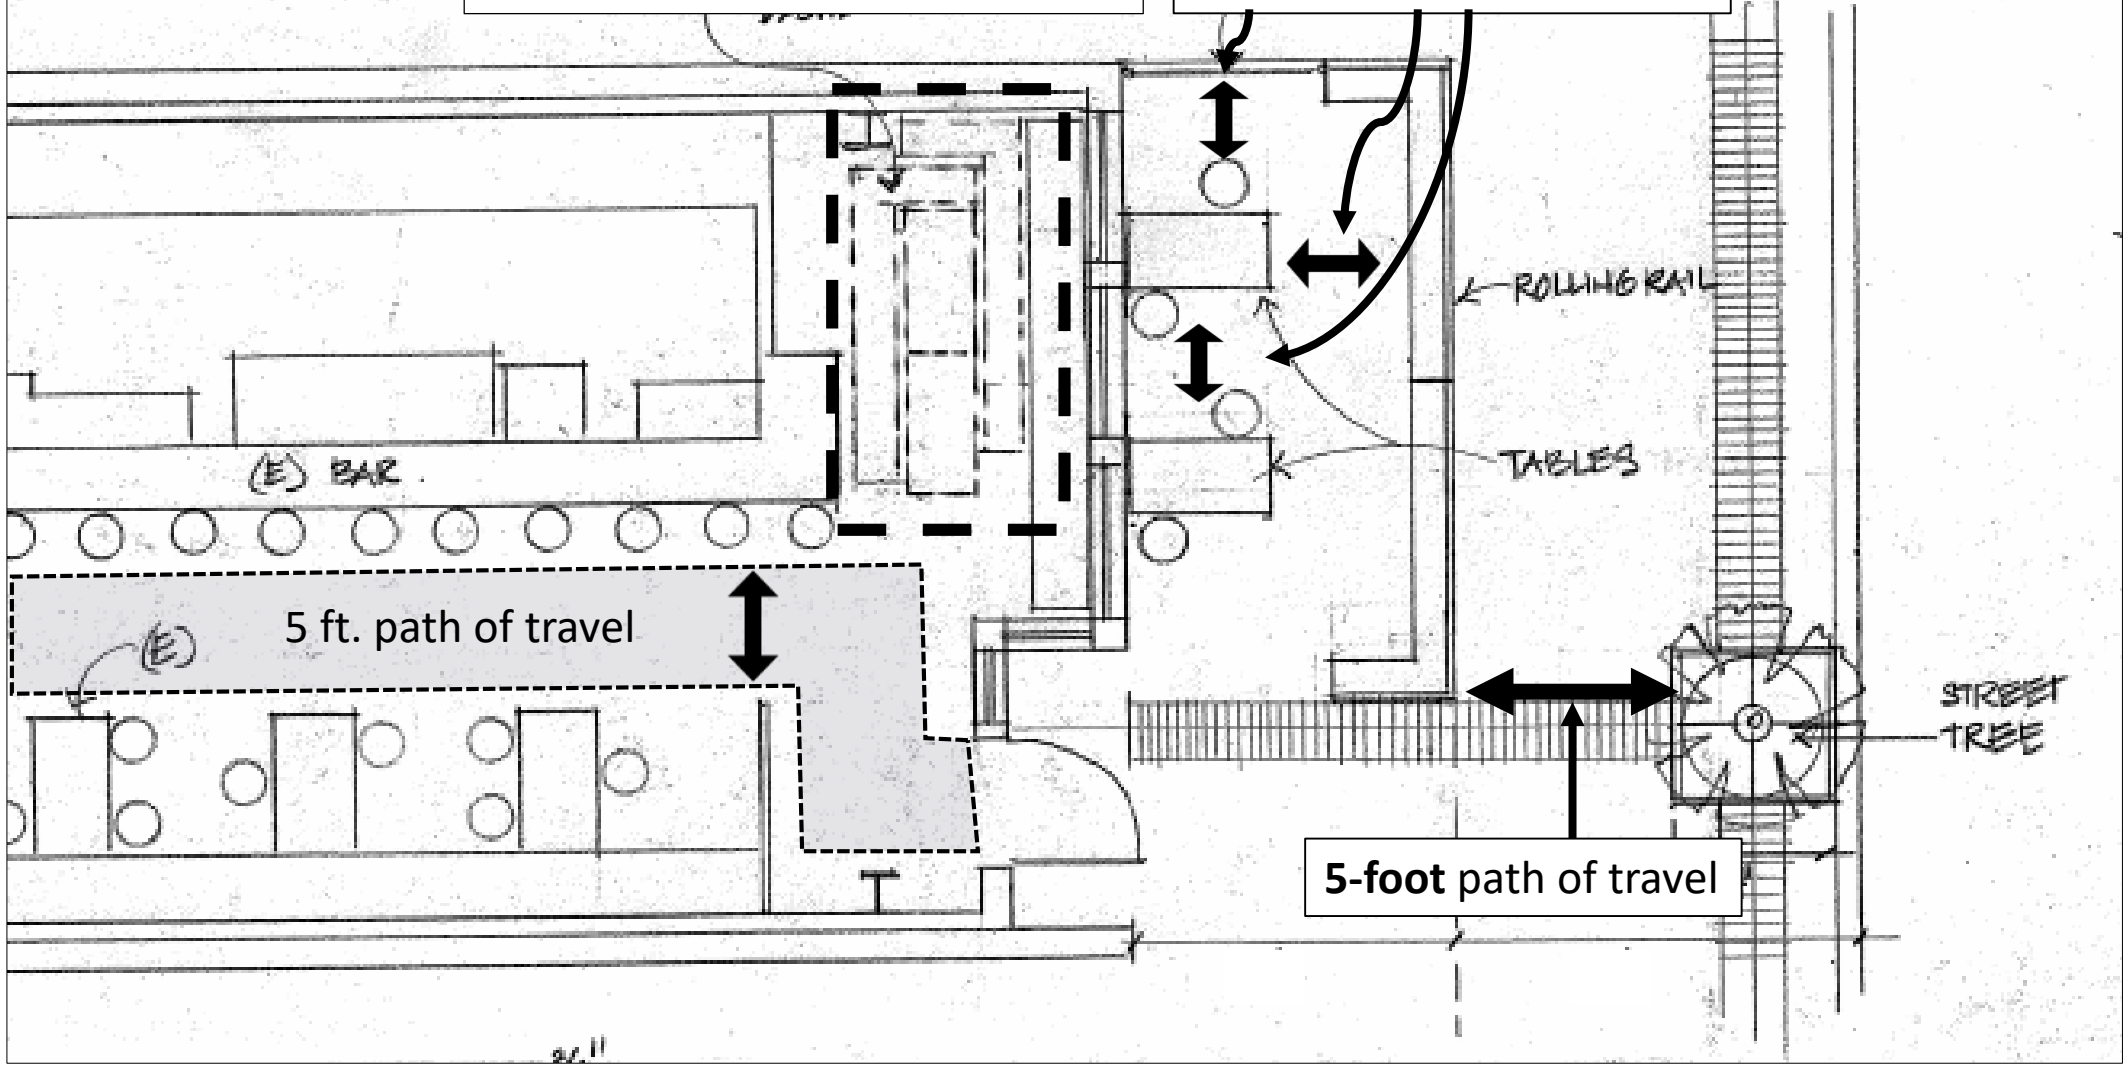 ROLLING RAIL
(E) BAR
TABLES
5 ft. path of travel
(E)
STREET
TREE
5-foot path of travel